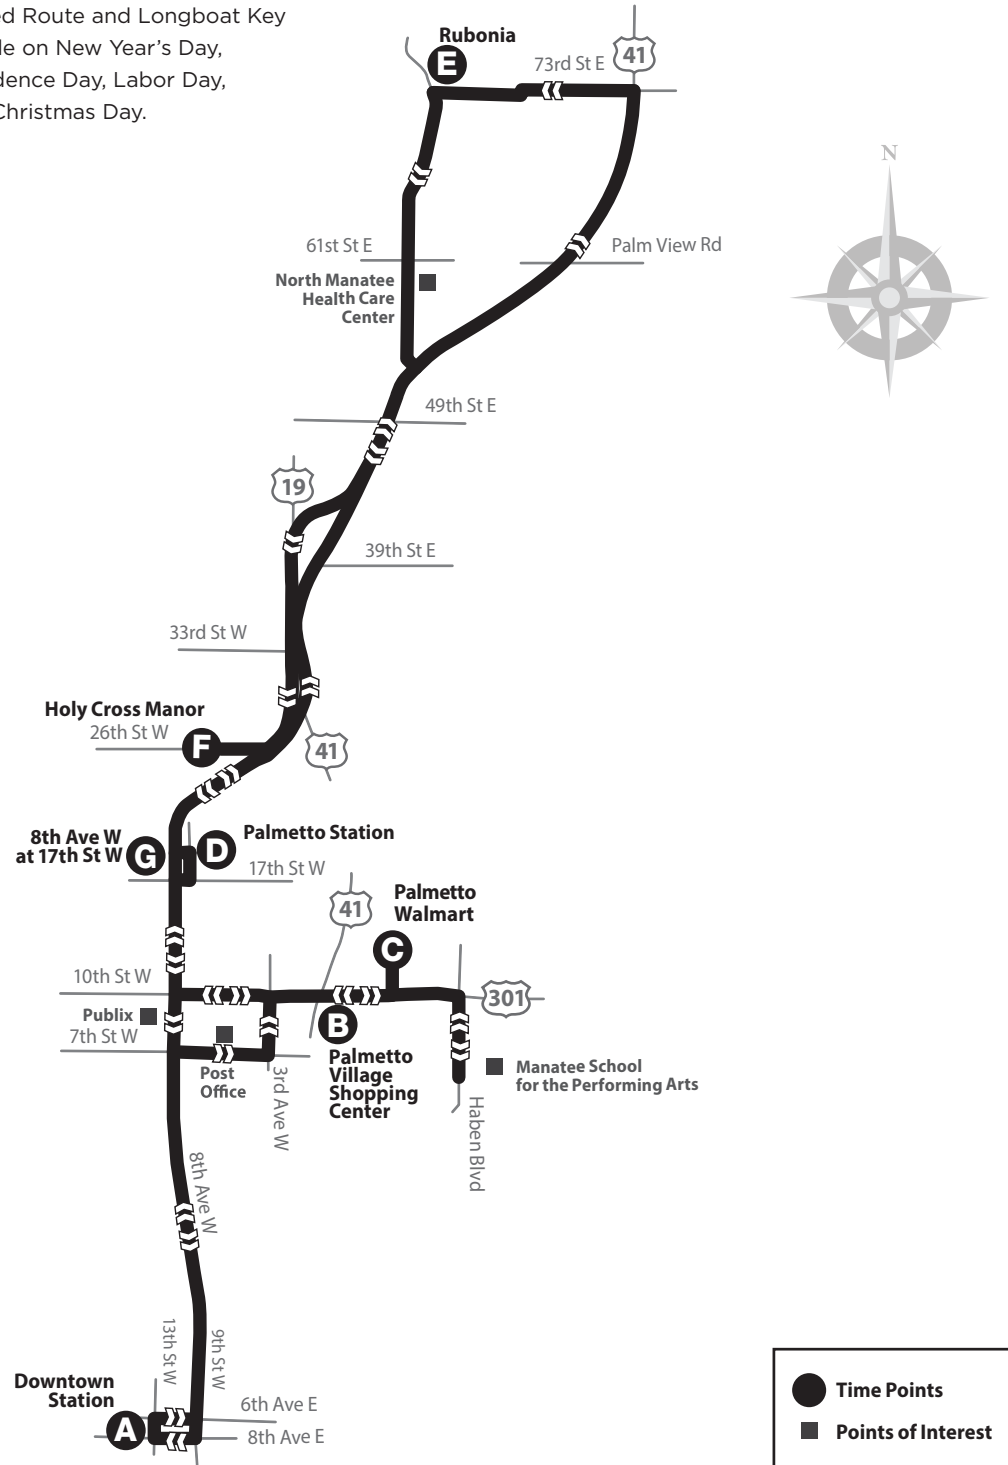 ed Route and Longboat Key
le on New Year’s Day,
dence Day, Labor Day,
Christmas Day.
Rubonia
E
73rd St E
41
N
61st St E
Palm View Rd
North Manatee
Health Care
Center
49th St E
19
39th St E
33rd St W
Holy Cross Manor
26th St W
F
41
8th Ave W
at 17th St W
G
D
Palmetto Station
17th St W
41
Palmetto
Walmart
C
10th St W
301
Publix
7th St W
B
Palmetto
Village
Shopping
Center
Post
Office
3rd Ave W
Manatee School
for the Performing Arts
Haben Blvd
8th Ave W
13th St W
9th St W
Downtown
Station
A
6th Ave E
8th Ave E
Time Points
Points of Interest